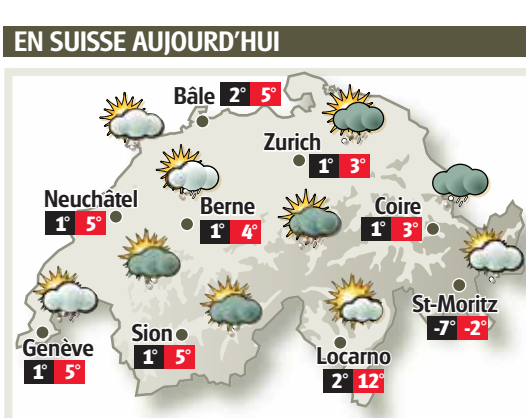 EN SUISSE AUJOURD'HUI
Bâle 2° 5°
Zurich
1° 3°
Neuchâtel
1° 5°
Berne
1° 4°
Coire
1° 3°
St-Moritz
-7° -2°
Sion
1° 5°
Genève
1° 5°
Locarno
2° 12°